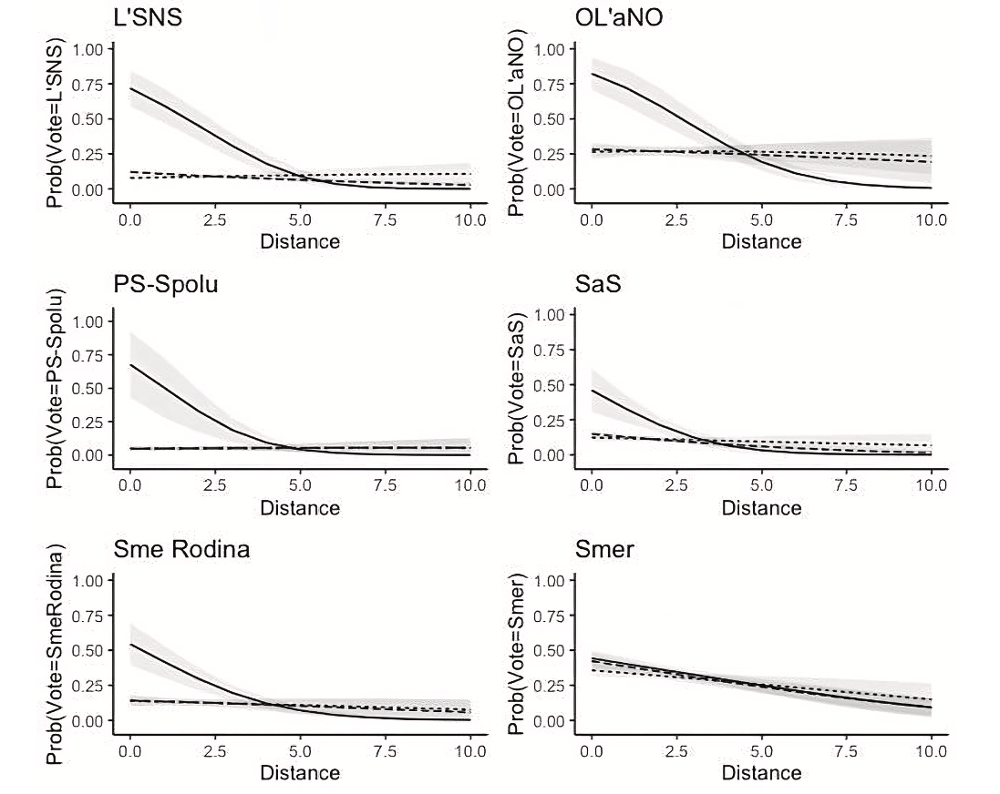 L'SNS
Prob(Vote=L'SNS)
1.00
0.75
0.50
0.25
0.00
0.0 2.5 5.0 7.5 10.0
Distance
OL'aNO
Prob(Vote=OL'aNO)
1.00
0.75
0.50
0.25
0.00
0.0 2.5 5.0 7.5 10.0
Distance
PS-Spolu
Prob(Vote=PS-Spolu)
1.00
0.75
0.50
0.25
0.00
0.0 2.5 5.0 7.5 10.0
Distance
SaS
Prob(Vote=SaS)
1.00
0.75
0.50
0.25
0.00
0.0 2.5 5.0 7.5 10.0
Distance
Sme Rodina
Prob(Vote=SmeRodina)
1.00
0.75
0.50
0.25
0.00
0.0 2.5 5.0 7.5 10.0
Distance
Smer
Prob(Vote=Smer)
1.00
0.75
0.50
0.25
0.00
0.0 2.5 5.0 7.5 10.0
Distance